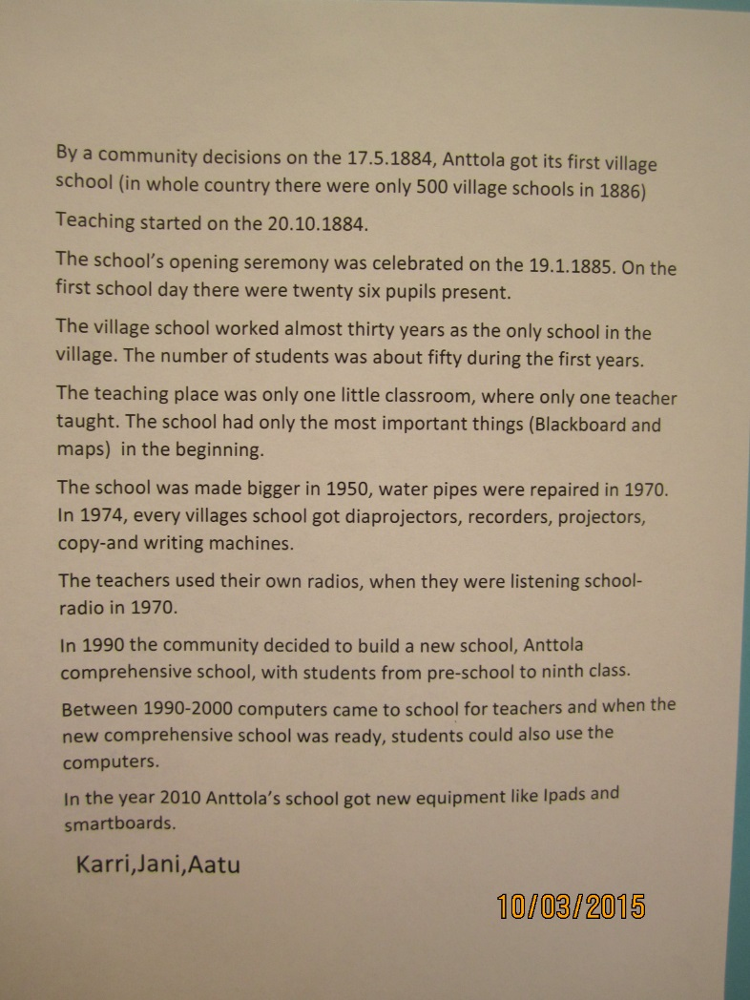 By a community decisions on the 17.5.1884, Anttola got its first village
school (in whole country there were only 500 village schools in 1886)
Teaching started on the 20.10.1884.
The school's opening seremony was celebrated on the 19.1.1885. On the
first school day there were twenty six pupils present.
The village school worked almost thirty years as the only school in the
village. The number of students was about fifty during the first years.
The teaching place was only one little classroom, where only one teacher
taught. The school had only the most important things (Blackboard and
maps)  in the beginning.
The school was made bigger in 1950, water pipes were repaired in 1970.
In 1974, every villages school got diaprojectors, recorders, projectors,
copy-and writing machines.
The teachers used their own radios, when they were listening school-
radio in 1970.
In 1990 the community decided to build a new school, Anttola
comprehensive school, with students from pre-school to ninth class.
Between 1990-2000 computers came to school for teachers and when the
new comprehensive school was ready, students could also use the
computers.
In the year 2010 Anttola's school got new equipment like Ipads and
smartboards.
Karri,Jani,Aatu
10/03/2015